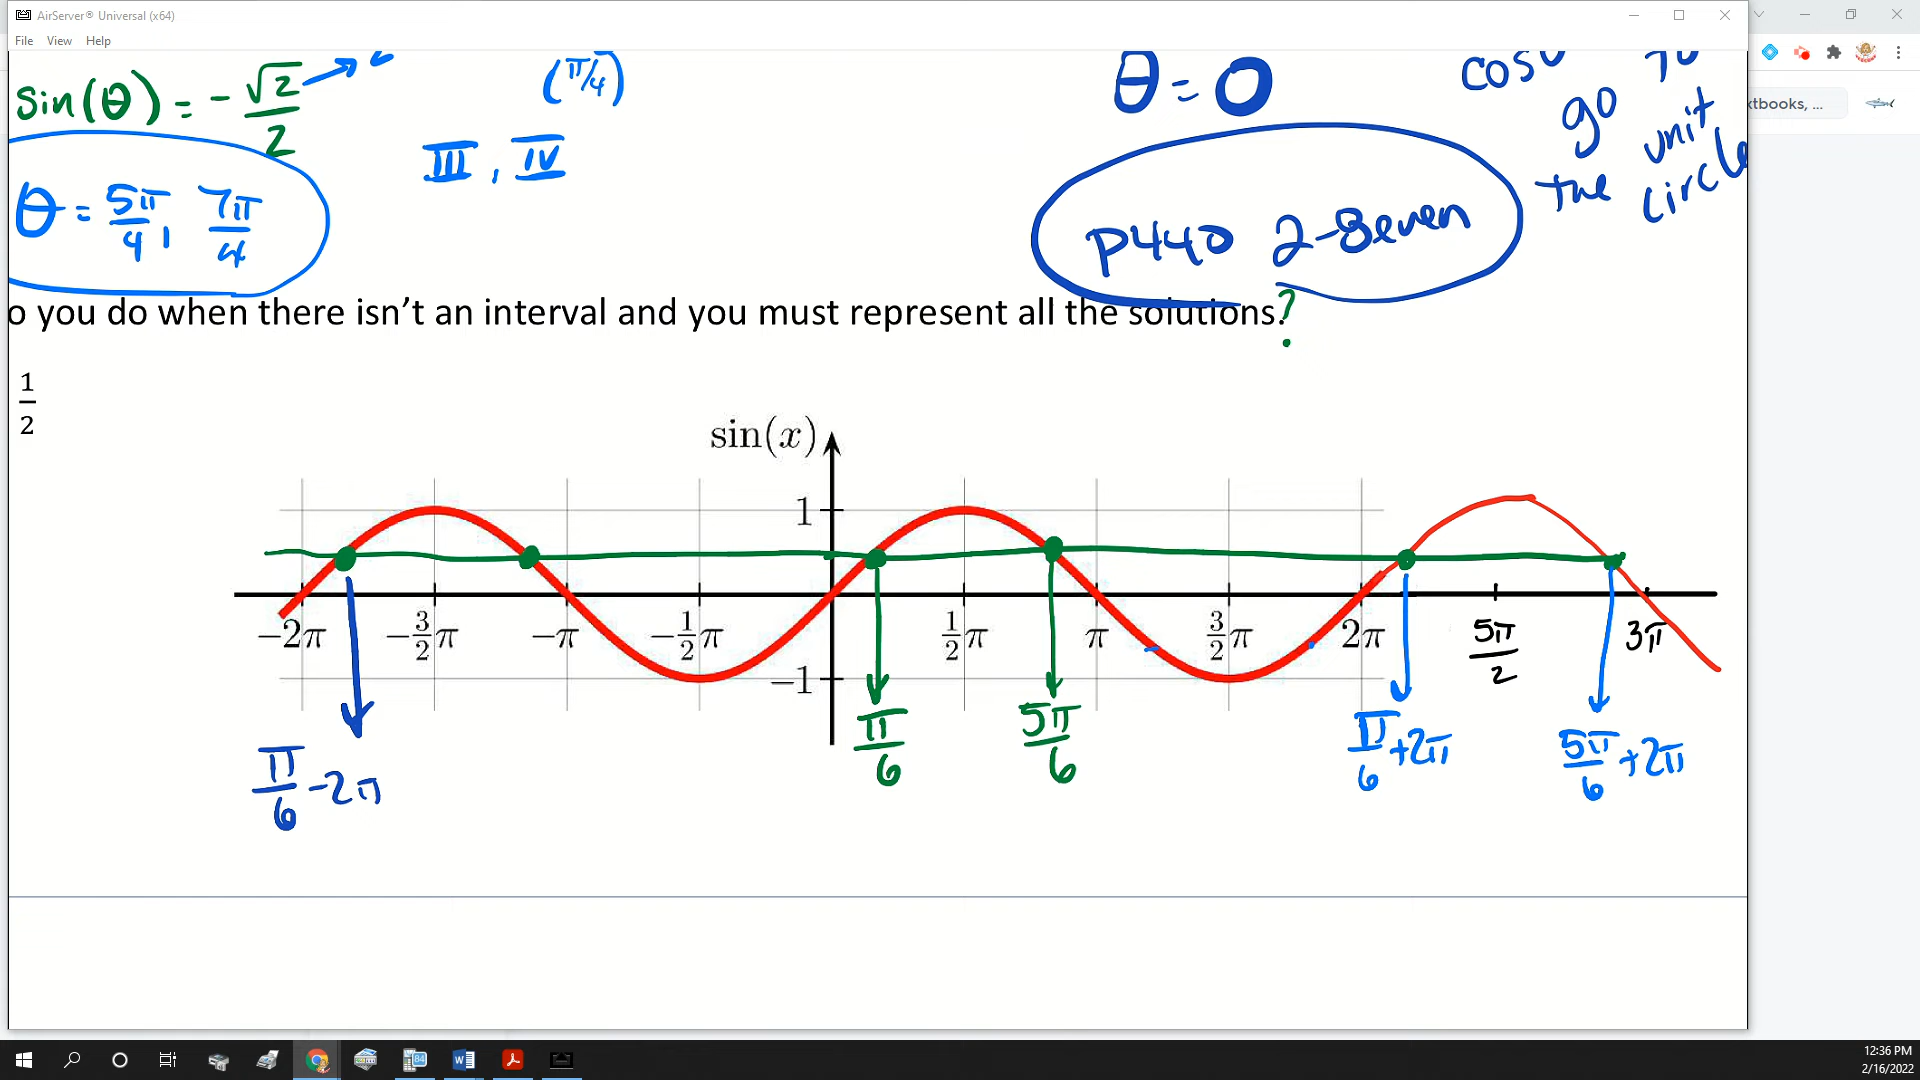 AirServer® Universal (x64)
File View Help
sin(θ) = - √2/2
(π/4)
III, IV
θ = 5π/4, 7π/4
θ = 0
go
the unit circle
p440 2-8even
xtbooks, ...
o you do when there isn't an interval and you must represent all the solutions?
1/2
sin(x)
1
-2π -3/2π -π -1/2π 1/2π π 3/2π 2π 5π/2 3π
-1
π/6 - 2π π/6 5π/6 π/6 + 2π 5π/6 + 2π
84
12:36 PM
2/16/2022